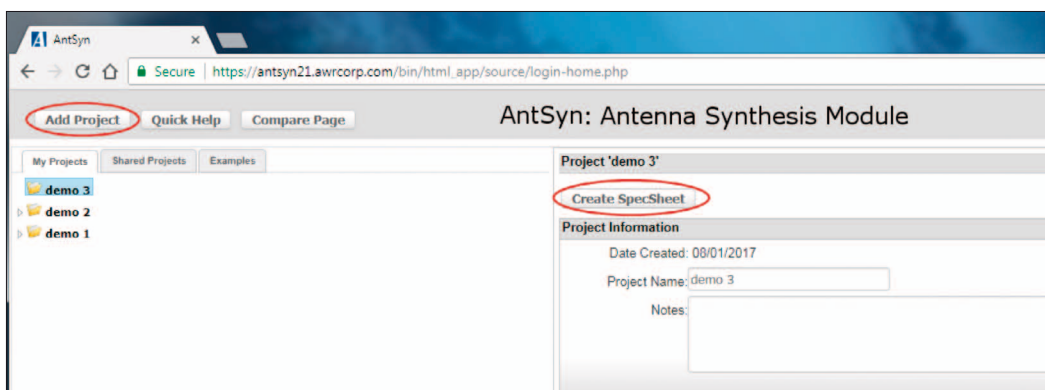 AntSyn
Secure | https://antsyn21.awrcorp.com/bin/html_app/source/login-home.php
Add Project Quick Help Compare Page AntSyn: Antenna Synthesis Module
My Projects Shared Projects Examples
demo 3
demo 2
demo 1
Project 'demo 3'
Create SpecSheet
Project Information
Date Created: 08/01/2017
Project Name: demo 3
Notes: